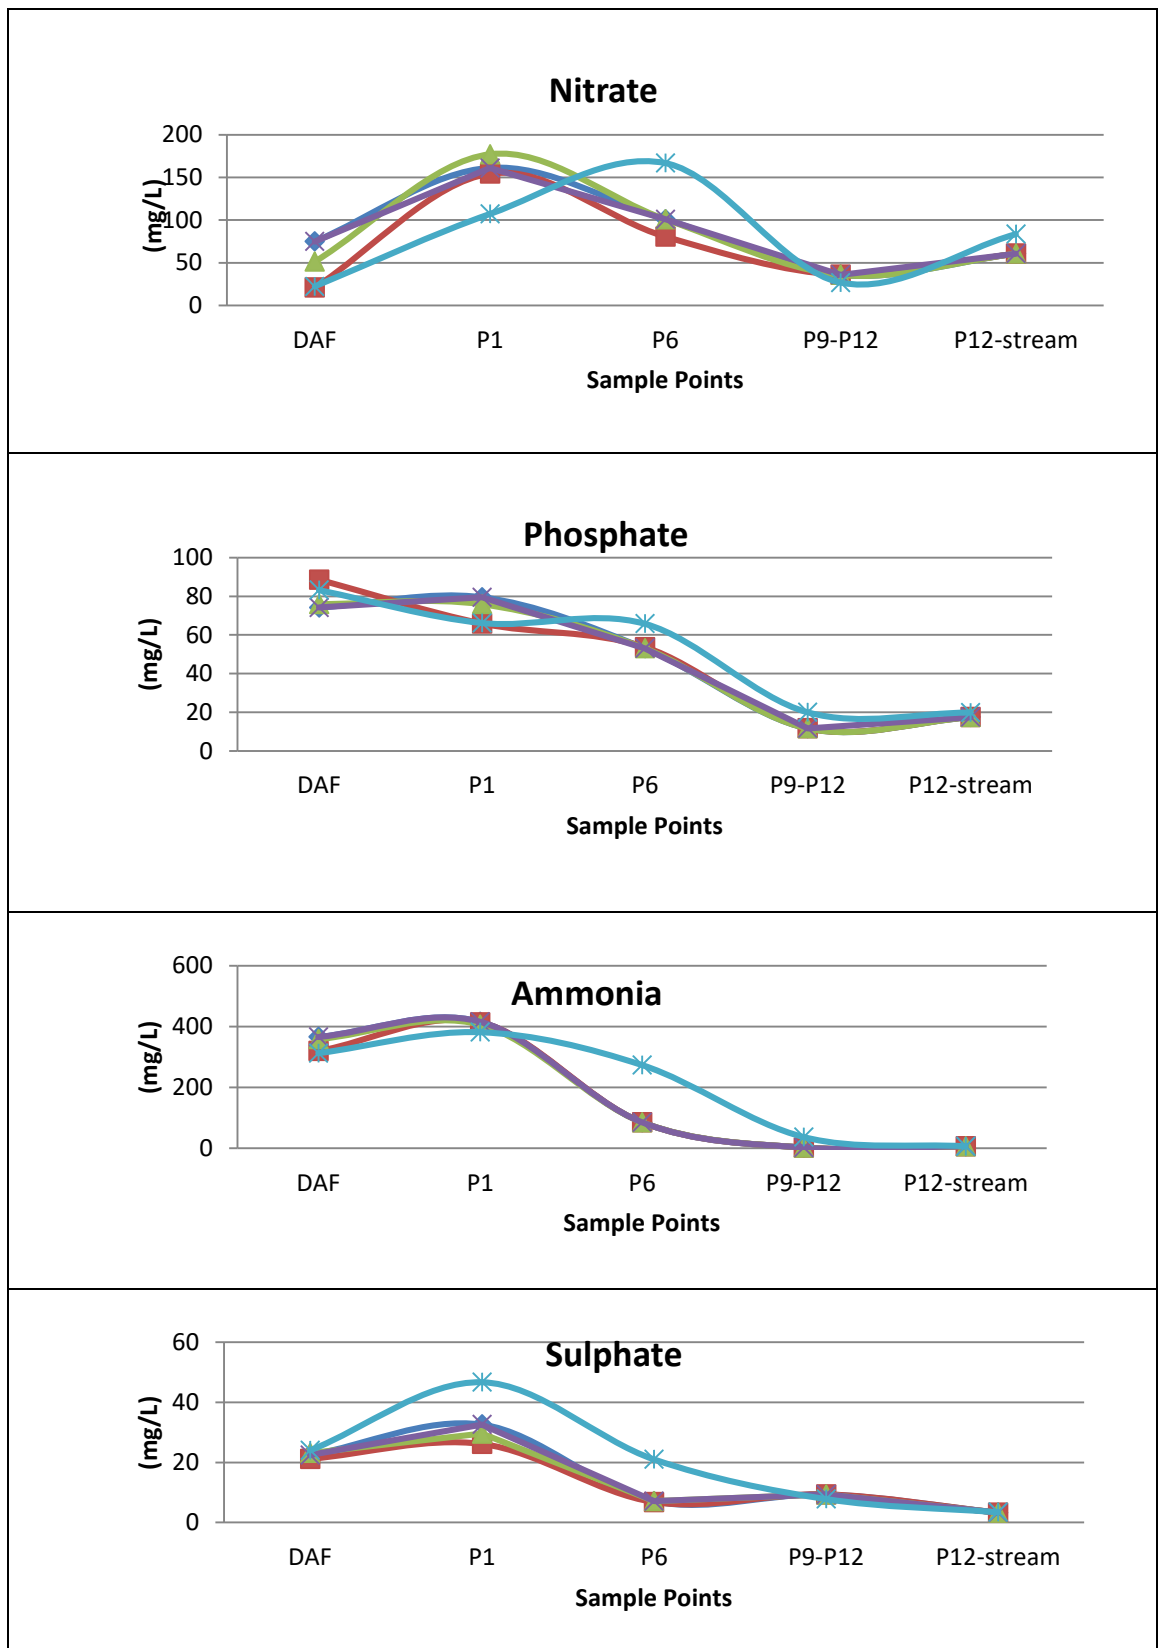 Nitrate
200
150
100
50
0
(mg/L)
DAF P1 P6 P9-P12 P12-stream
Sample Points
Phosphate
100
80
60
40
20
0
(mg/L)
DAF P1 P6 P9-P12 P12-stream
Sample Points
Ammonia
600
400
200
0
(mg/L)
DAF P1 P6 P9-P12 P12-stream
Sample Points
Sulphate
60
40
20
0
(mg/L)
DAF P1 P6 P9-P12 P12-stream
Sample Points